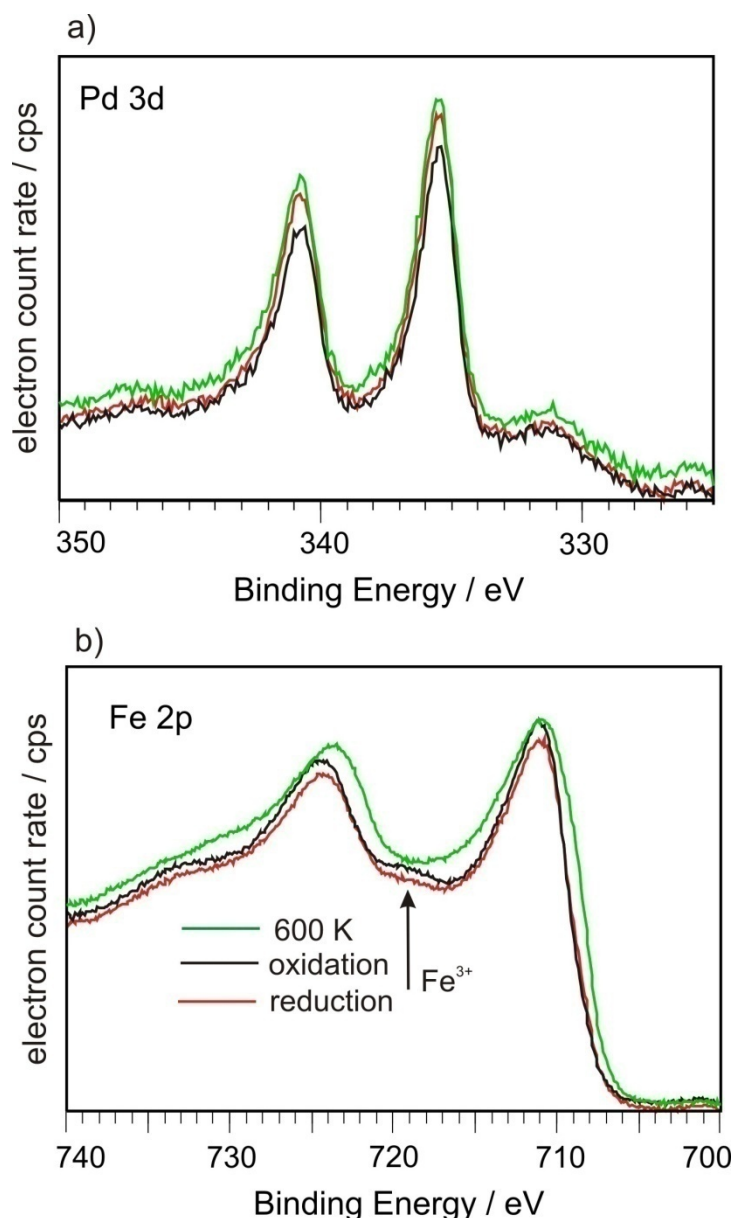 a)
Pd 3d
electron count rate / cps
350 340 330
Binding Energy / eV
b)
Fe 2p
electron count rate / cps
600 K
oxidation
reduction
Fe³⁺
740 730 720 710 700
Binding Energy / eV